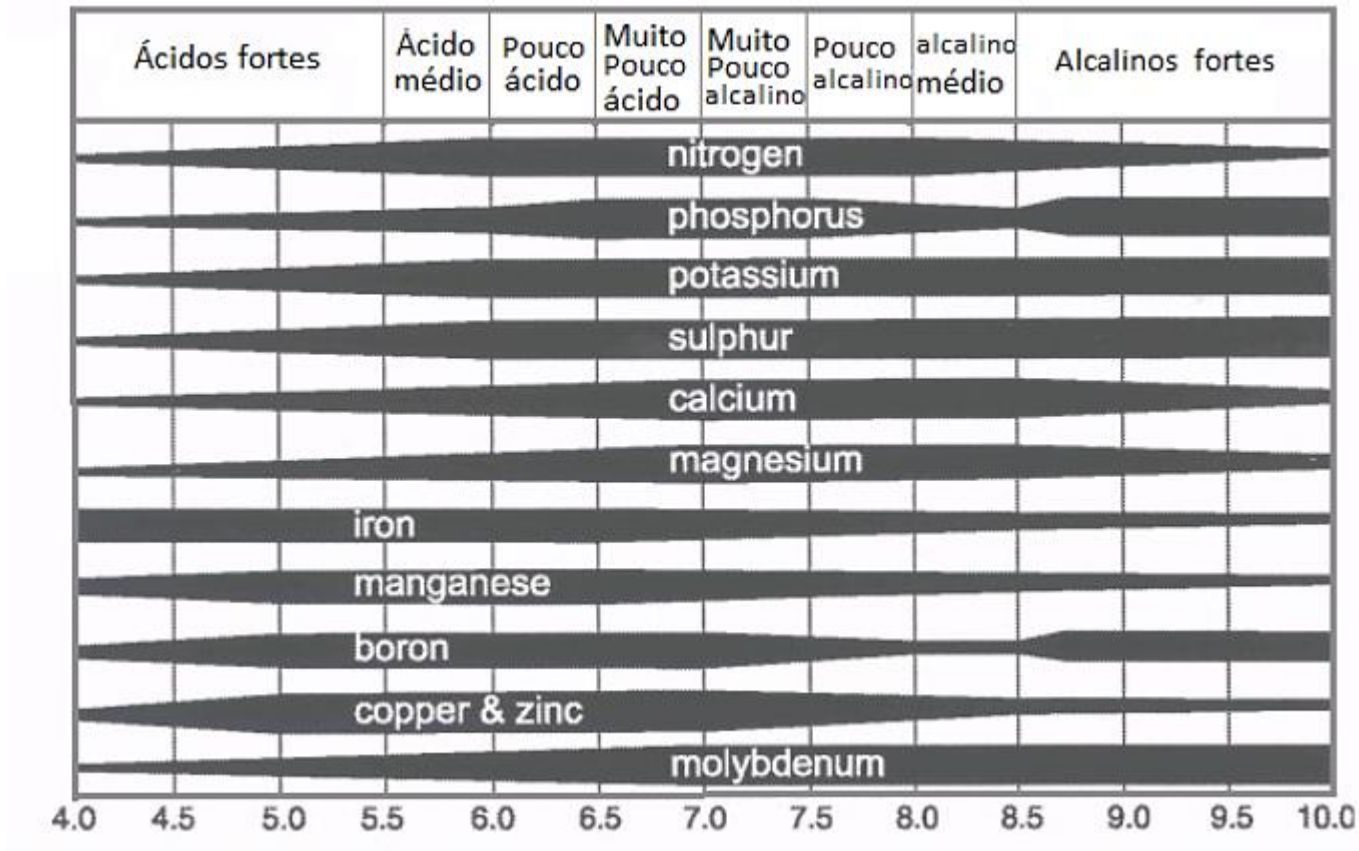 Ácidos fortes
Ácido
médio
Pouco
ácido
Muito
Pouco
ácido
Muito
Pouco
alcalino
Pouco
alcalino
alcalino
médio
Alcalinos fortes
nitrogen
phosphorus
potassium
sulphur
calcium
magnesium
iron
manganese
boron
copper & zinc
molybdenum
4.0 4.5 5.0 5.5 6.0 6.5 7.0 7.5 8.0 8.5 9.0 9.5 10.0